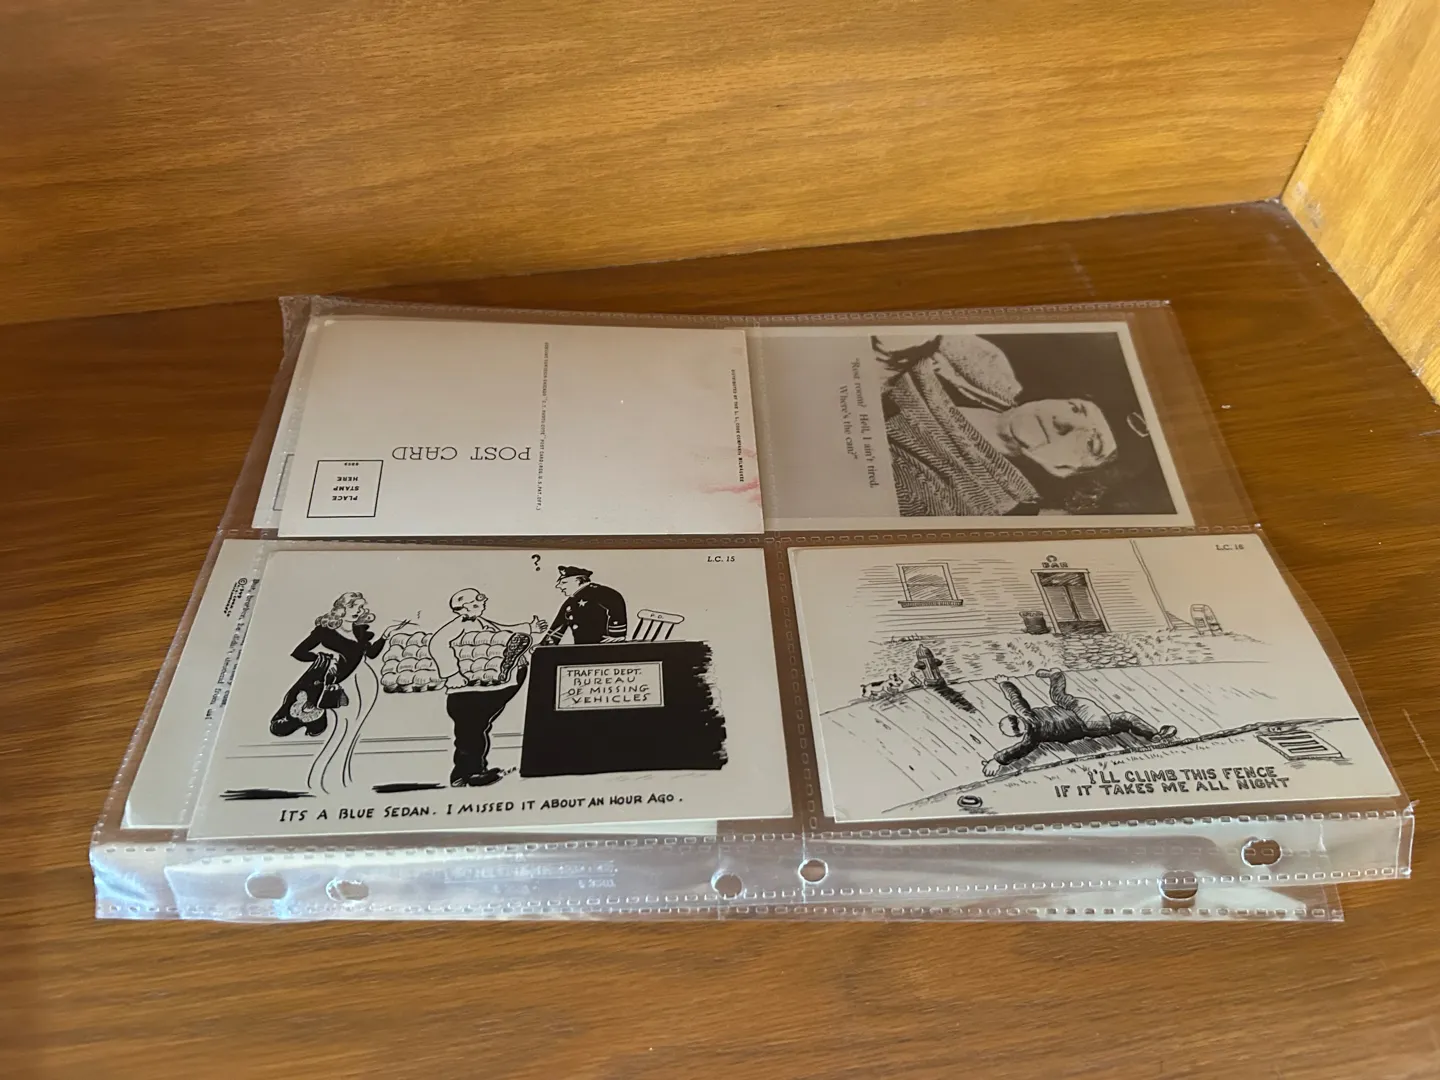 POST CARD
PLACE
STAMP
HERE
"Rest room? Hell, I ain't tired.
Where's the can?"
?
L.C. 15
P.D.
TRAFFIC DEPT.
BUREAU
OF MISSING
VEHICLES
ITS A BLUE SEDAN. I MISSED IT ABOUT AN HOUR AGO.
BAR
I'LL CLIMB THIS FENCE
IF IT TAKES ME ALL NIGHT